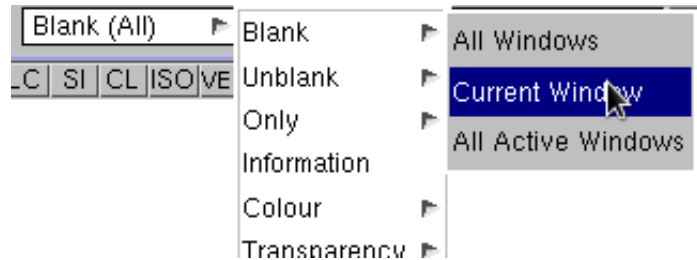 Blank (All)
LC SI CL ISO VE
Blank
Unblank
Only
Information
Colour
Transparency
All Windows
Current Window
All Active Windows